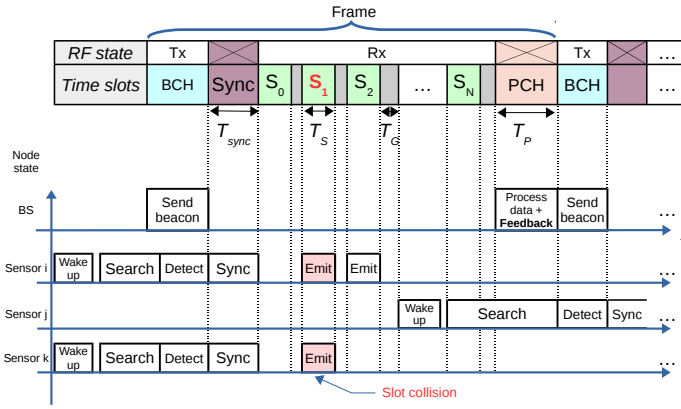 Frame
RF state Tx Rx Tx ...
Time slots BCH Sync S0 S1 S2 ... SN PCH BCH ...
Tsync TS TG TP
Node
state
BS Send
beacon Process
data +
Feedback Send
beacon ...
Sensor i Wake
up Search Detect Sync Emit Emit ...
Sensor j Wake
up Search Detect Sync ...
Sensor k Wake
up Search Detect Sync Emit ...
Slot collision